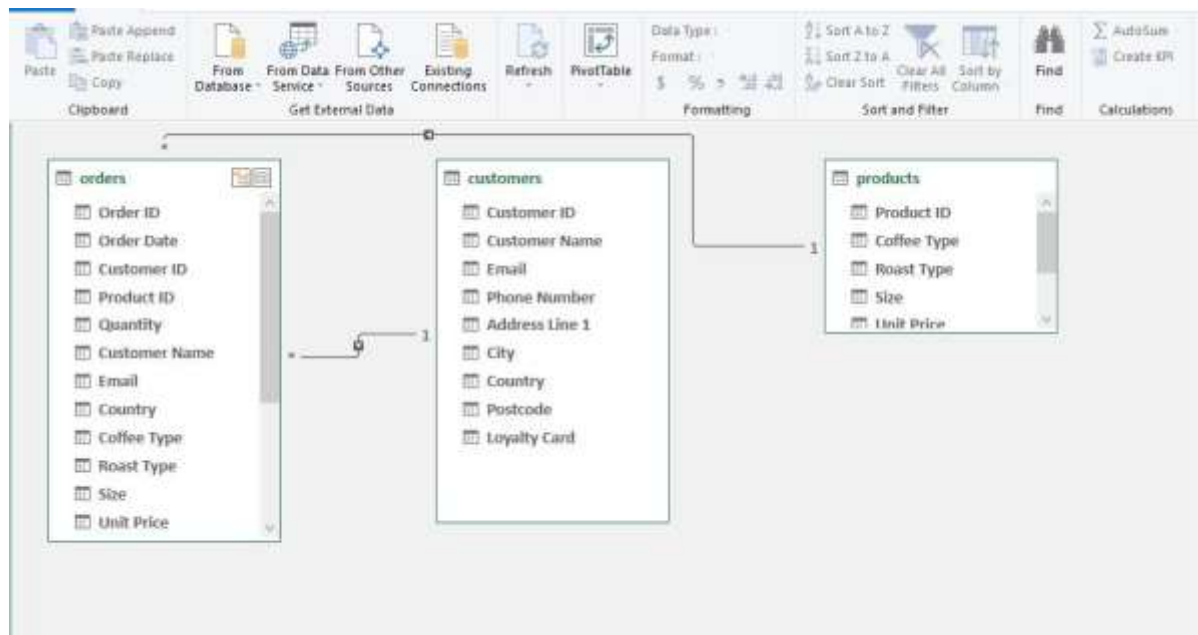 Paste
Paste Append
Paste Replace
Copy
Clipboard
From Database
From Data Service
From Other Sources
Existing Connections
Get External Data
Refresh
PivotTable
Data Type :
Format :
$ % ,
Formatting
Sort A to Z
Sort Z to A
Clear Sort
Clear All Filters
Sort by Column
Sort and Filter
Find
Find
AutoSum
Create KPI
Calculations
*
orders
Order ID
Order Date
Customer ID
Product ID
Quantity
Customer Name
Email
Country
Coffee Type
Roast Type
Size
Unit Price
*
1
customers
Customer ID
Customer Name
Email
Phone Number
Address Line 1
City
Country
Postcode
Loyalty Card
1
products
Product ID
Coffee Type
Roast Type
Size
Unit Price